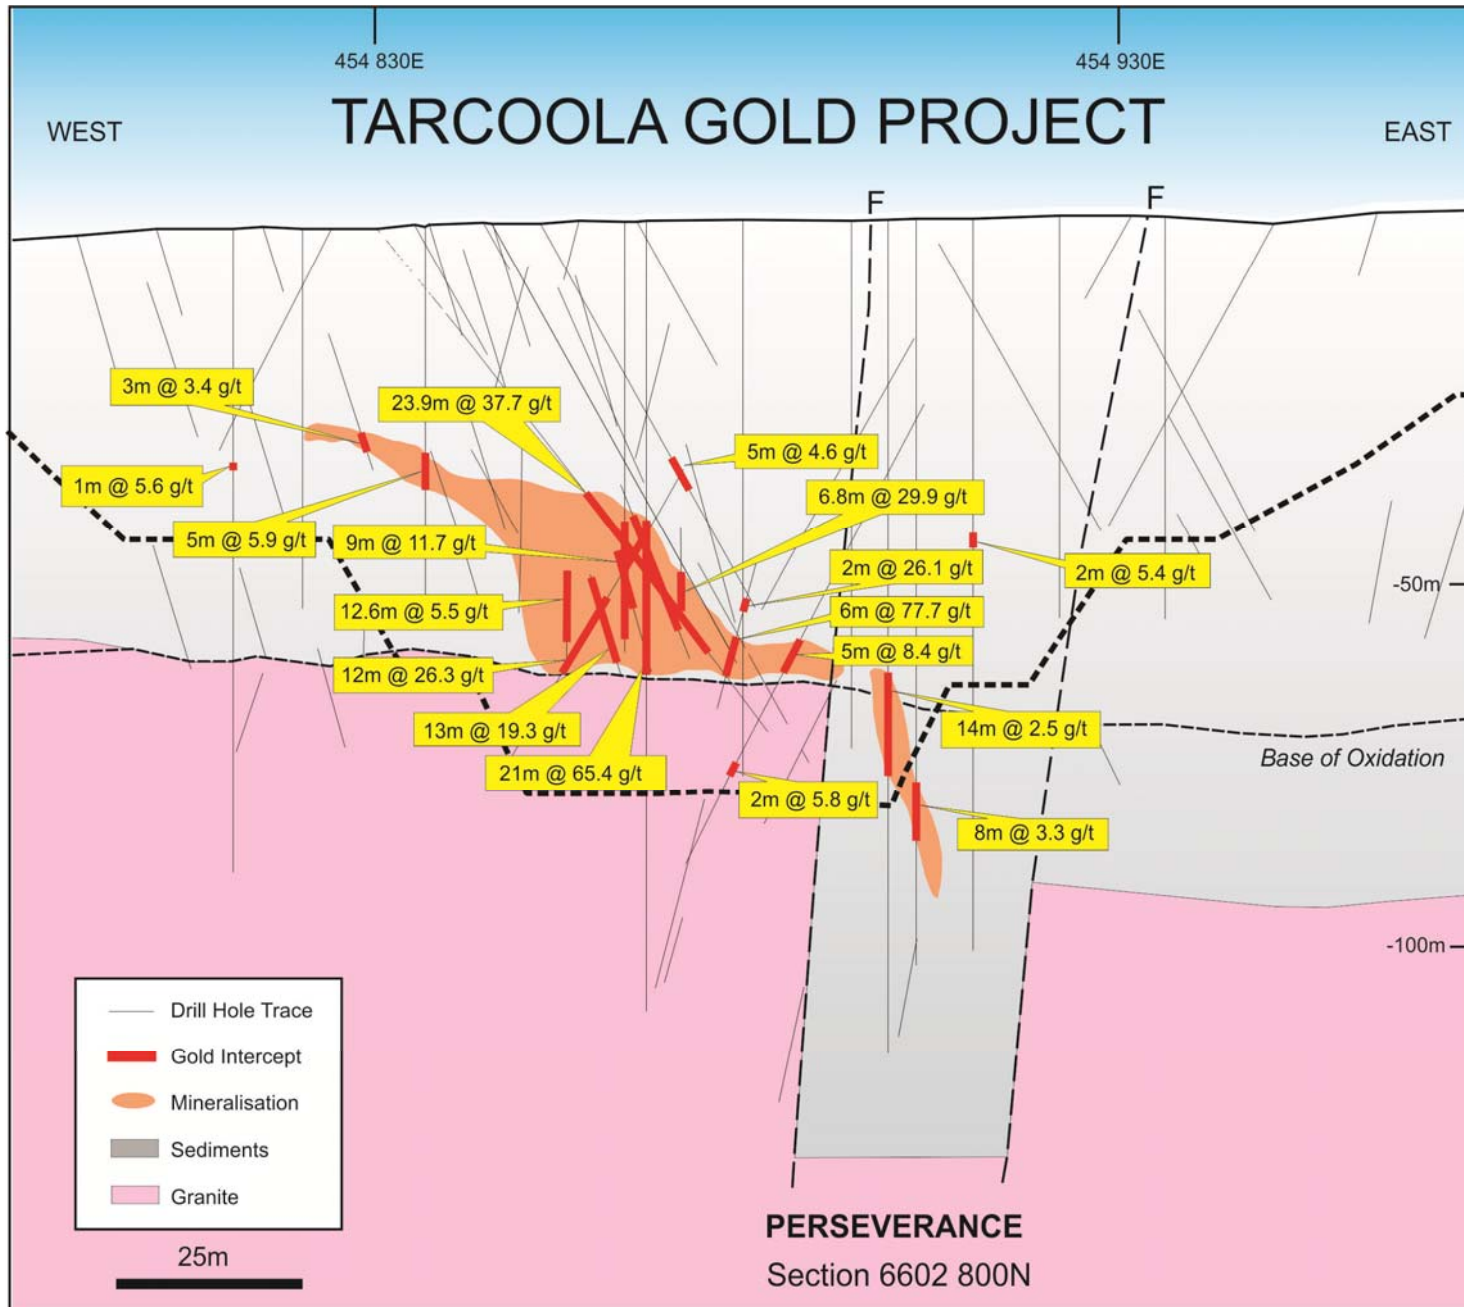 454 830E
454 930E
WEST
TARCOOLA GOLD PROJECT
EAST
F
F
3m @ 3.4 g/t
23.9m @ 37.7 g/t
5m @ 4.6 g/t
1m @ 5.6 g/t
6.8m @ 29.9 g/t
5m @ 5.9 g/t
9m @ 11.7 g/t
2m @ 26.1 g/t
2m @ 5.4 g/t
-50m
12.6m @ 5.5 g/t
6m @ 77.7 g/t
5m @ 8.4 g/t
12m @ 26.3 g/t
13m @ 19.3 g/t
14m @ 2.5 g/t
Base of Oxidation
21m @ 65.4 g/t
2m @ 5.8 g/t
8m @ 3.3 g/t
-100m
Drill Hole Trace
Gold Intercept
Mineralisation
Sediments
Granite
25m
PERSEVERANCE
Section 6602 800N